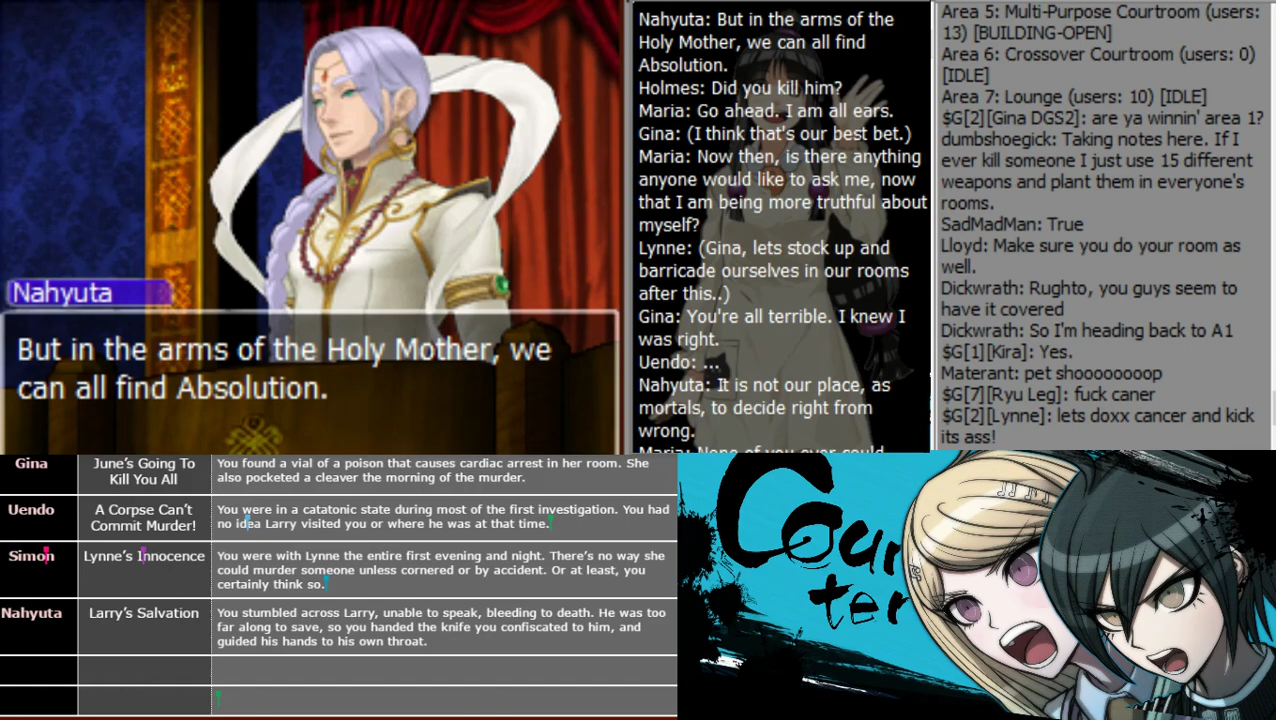 Nahyuta
But in the arms of the Holy Mother, we
can all find Absolution.
Nahyuta: But in the arms of the
Holy Mother, we can all find
Absolution.
Holmes: Did you kill him?
Maria: Go ahead. I am all ears.
Gina: (I think that's our best bet.)
Maria: Now then, is there anything
anyone would like to ask me, now
that I am being more truthful about
myself?
Lynne: (Gina, lets stock up and
barricade ourselves in our rooms
after this..)
Gina: You're all terrible. I knew I
was right.
Uendo: ...
Nahyuta: It is not our place, as
mortals, to decide right from
wrong.
Maria: None of you ever could
Area 5: Multi-Purpose Courtroom (users:
13) [BUILDING-OPEN]
Area 6: Crossover Courtroom (users: 0)
[IDLE]
Area 7: Lounge (users: 10) [IDLE]
$G[2][Gina DGS2]: are ya winnin' area 1?
dumbshoegick: Taking notes here. If I
ever kill someone I just use 15 different
weapons and plant them in everyone's
rooms.
SadMadMan: True
Lloyd: Make sure you do your room as
well.
Dickwrath: Rughto, you guys seem to
have it covered
Dickwrath: So I'm heading back to A1
$G[1][Kira]: Yes.
Materant: pet shoooooooop
$G[7][Ryu Leg]: fuck caner
$G[2][Lynne]: lets doxx cancer and kick
its ass!
Gina
June's Going To
Kill You All
You found a vial of a poison that causes cardiac arrest in her room. She
also pocketed a cleaver the morning of the murder.
Uendo
A Corpse Can't
Commit Murder!
You were in a catatonic state during most of the first investigation. You had
no idea Larry visited you or where he was at that time.
Simon
Lynne's Innocence
You were with Lynne the entire first evening and night. There's no way she
could murder someone unless cornered or by accident. Or at least, you
certainly think so.
Nahyuta
Larry's Salvation
You stumbled across Larry, unable to speak, bleeding to death. He was too
far along to save, so you handed the knife you confiscated to him, and
guided his hands to his own throat.
Coun
ter